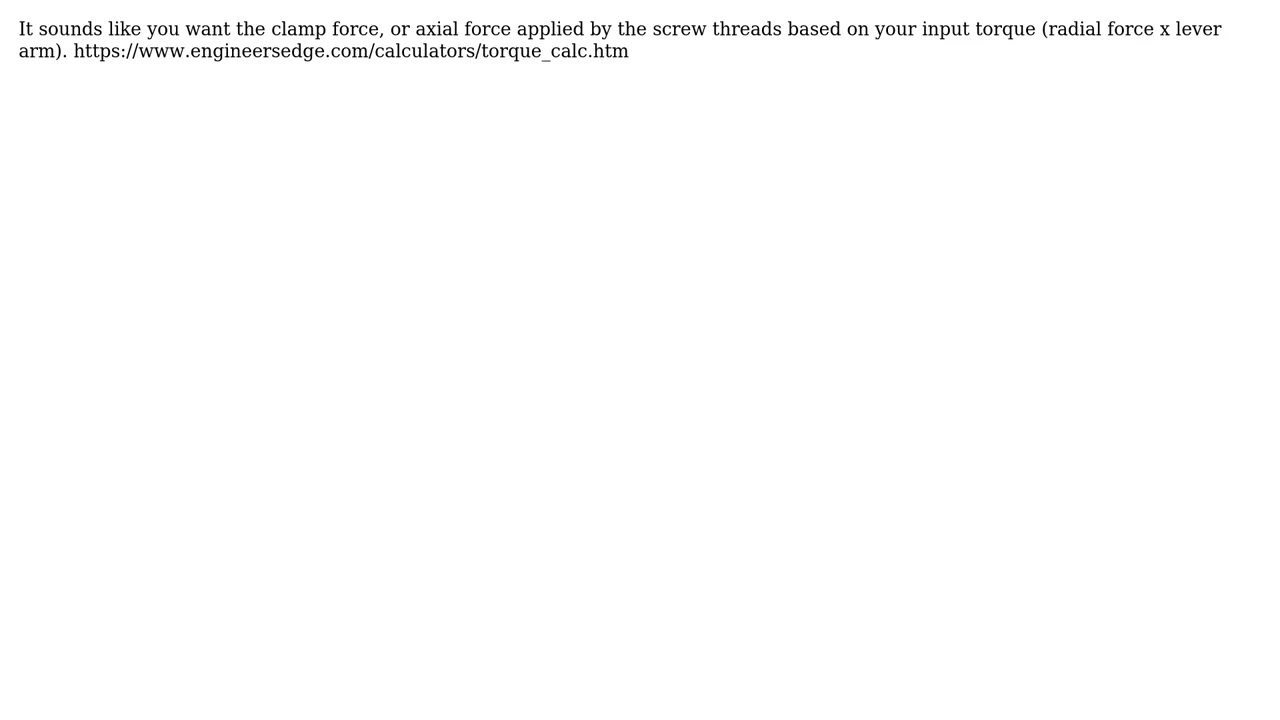 It sounds like you want the clamp force, or axial force applied by the screw threads based on your input torque (radial force x lever
arm). https://www.engineersedge.com/calculators/torque_calc.htm